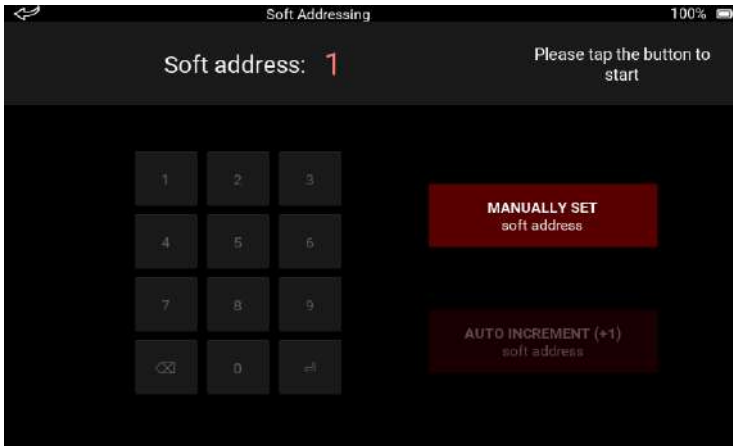 Soft Addressing
100%
Soft address: 1
Please tap the button to
start
1 2 3
4 5 6
7 8 9
0
MANUALLY SET
soft address
AUTO INCREMENT (+1)
soft address